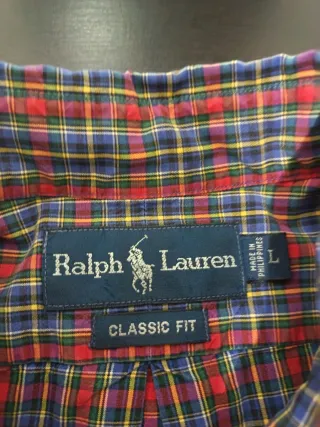 Ralph Lauren
MADE IN
PHILIPPINES
L
CLASSIC FIT